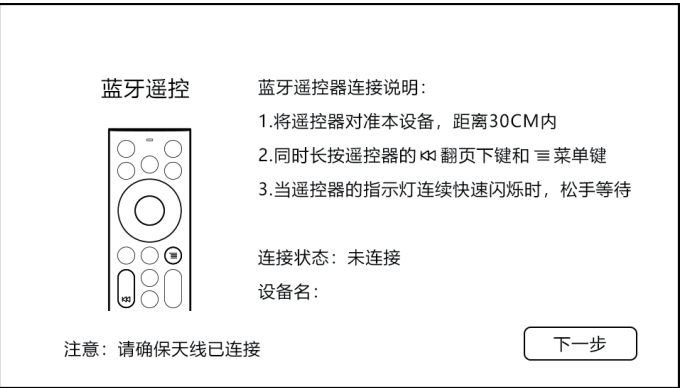 蓝牙遥控
蓝牙遥控器连接说明：
1.将遥控器对准本设备，距离30CM内
2.同时长按遥控器的翻页下键和菜单键
3.当遥控器的指示灯连续快速闪烁时，松手等待
连接状态：未连接
设备名：
注意：请确保天线已连接
下一步